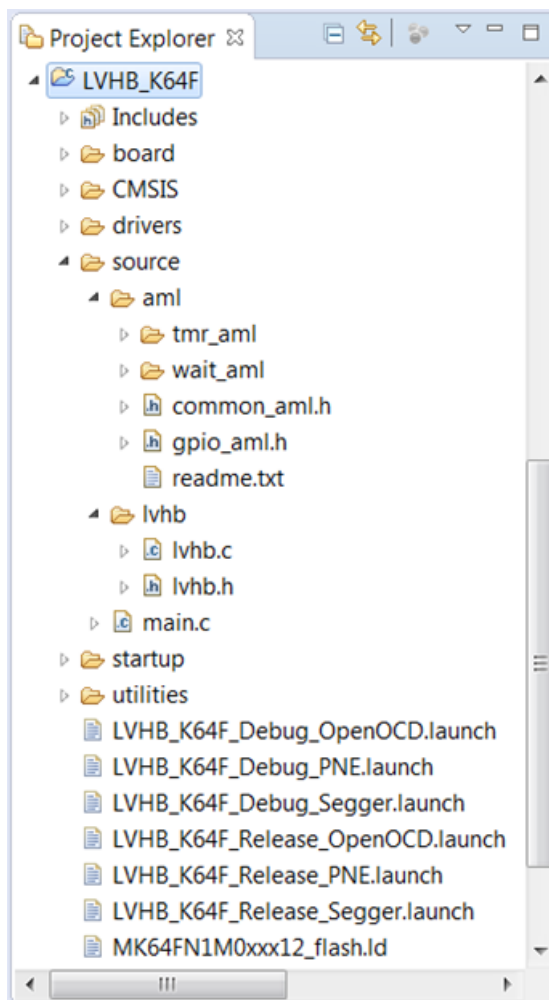 Project Explorer
LVHB_K64F
Includes
board
CMSIS
drivers
source
aml
tmr_aml
wait_aml
common_aml.h
gpio_aml.h
readme.txt
lvhb
lvhb.c
lvhb.h
main.c
startup
utilities
LVHB_K64F_Debug_OpenOCD.launch
LVHB_K64F_Debug_PNE.launch
LVHB_K64F_Debug_Segger.launch
LVHB_K64F_Release_OpenOCD.launch
LVHB_K64F_Release_PNE.launch
LVHB_K64F_Release_Segger.launch
MK64FN1M0xxx12_flash.ld